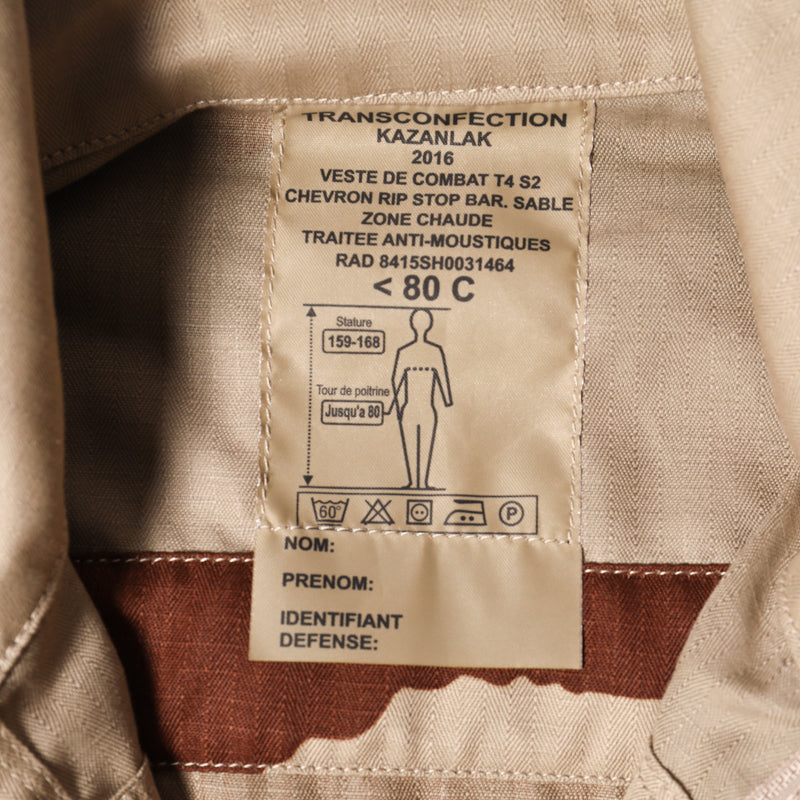 TRANSCONFECTION
KAZANLAK
2016
VESTE DE COMBAT T4 S2
CHEVRON RIP STOP BAR. SABLE
ZONE CHAUDE
TRAITEE ANTI-MOUSTIQUES
RAD 8415SH0031464
< 80 C
Stature
159-168
Tour de poitrine
Jusqu'a 80
60°
P
NOM:
PRENOM:
IDENTIFIANT
DEFENSE: